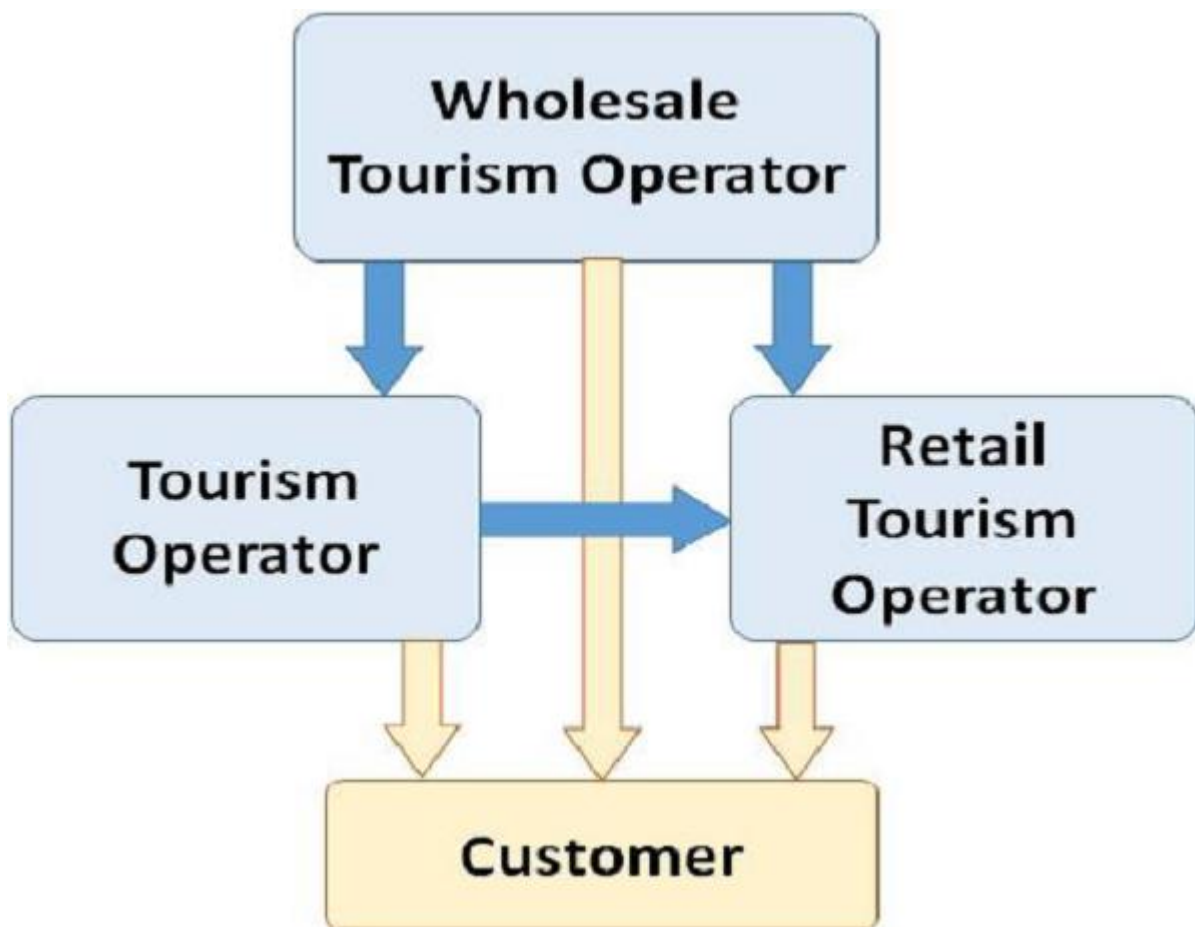 Wholesale
Tourism Operator
Tourism
Operator
Retail
Tourism
Operator
Customer